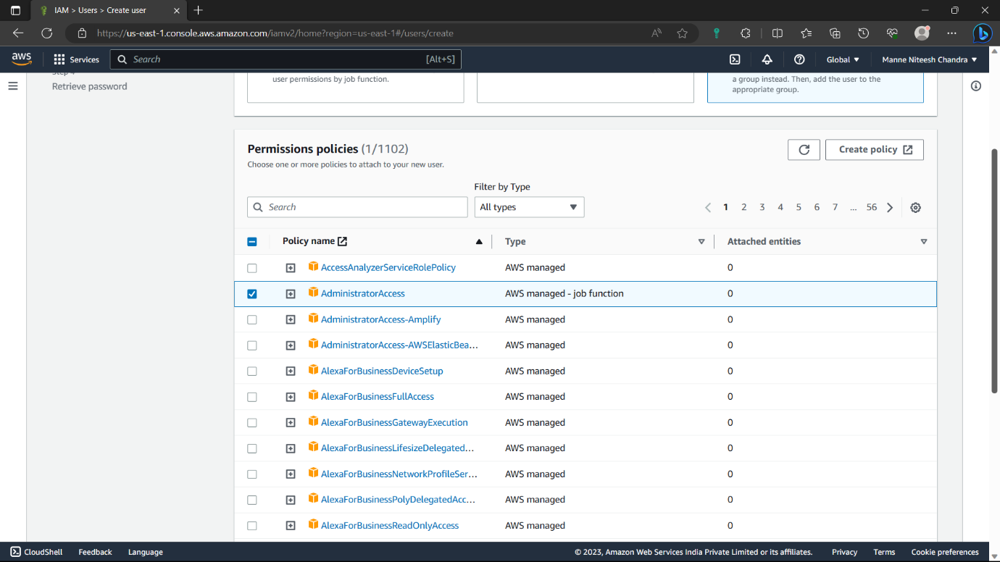 IAM > Users > Create user
https://us-east-1.console.aws.amazon.com/iamv2/home?region=us-east-1#/users/create
aws Services Search [Alt+S] Global Manne Niteesh Chandra
Step 4
Retrieve password
user permissions by job function.
a group instead. Then, add the user to the
appropriate group.
Permissions policies (1/1102)
Choose one or more policies to attach to your new user.
Create policy
Filter by Type
Search All types 1 2 3 4 5 6 7 ... 56
Policy name Type Attached entities
AccessAnalyzerServiceRolePolicy AWS managed 0
AdministratorAccess AWS managed - job function 0
AdministratorAccess-Amplify AWS managed 0
AdministratorAccess-AWSElasticBea... AWS managed 0
AlexaForBusinessDeviceSetup AWS managed 0
AlexaForBusinessFullAccess AWS managed 0
AlexaForBusinessGatewayExecution AWS managed 0
AlexaForBusinessLifesizeDelegated... AWS managed 0
AlexaForBusinessNetworkProfileSer... AWS managed 0
AlexaForBusinessPolyDelegatedAcc... AWS managed 0
AlexaForBusinessReadOnlyAccess AWS managed 0
CloudShell Feedback Language © 2023, Amazon Web Services India Private Limited or its affiliates. Privacy Terms Cookie preferences